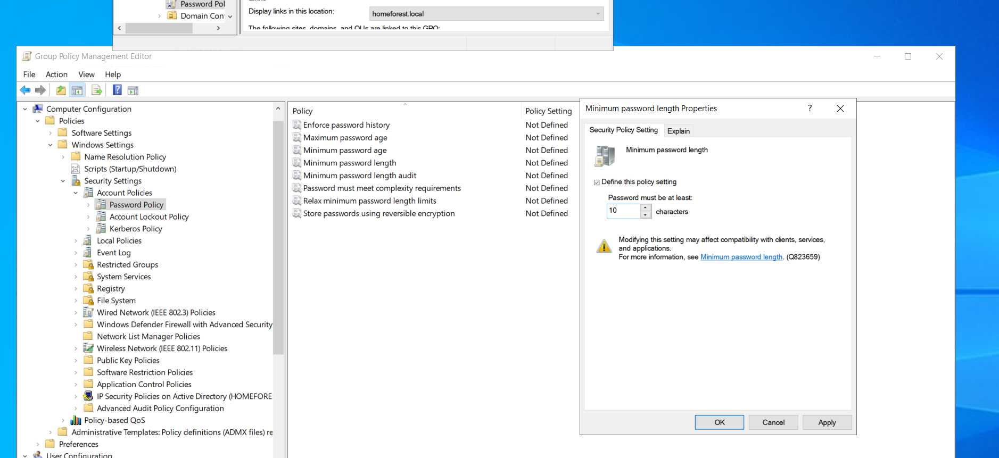 Password Pol
Domain Con
Display links in this location:
homeforest.local
The following sites, domains, and OUs are linked to this GPO:
Group Policy Management Editor
File Action View Help
Computer Configuration
Policies
Software Settings
Windows Settings
Name Resolution Policy
Scripts (Startup/Shutdown)
Security Settings
Account Policies
Password Policy
Account Lockout Policy
Kerberos Policy
Local Policies
Event Log
Restricted Groups
System Services
Registry
File System
Wired Network (IEEE 802.3) Policies
Windows Defender Firewall with Advanced Security
Network List Manager Policies
Wireless Network (IEEE 802.11) Policies
Public Key Policies
Software Restriction Policies
Application Control Policies
IP Security Policies on Active Directory (HOMEFORE
Advanced Audit Policy Configuration
Policy-based QoS
Administrative Templates: Policy definitions (ADMX files) re
Preferences
User Configuration
Policy Policy Setting
Enforce password history Not Defined
Maximum password age Not Defined
Minimum password age Not Defined
Minimum password length Not Defined
Minimum password length audit Not Defined
Password must meet complexity requirements Not Defined
Relax minimum password length limits Not Defined
Store passwords using reversible encryption Not Defined
Minimum password length Properties
Security Policy Setting Explain
Minimum password length
Define this policy setting
Password must be at least:
10 characters
Modifying this setting may affect compatibility with clients, services,
and applications.
For more information, see Minimum password length. (Q823659)
OK Cancel Apply